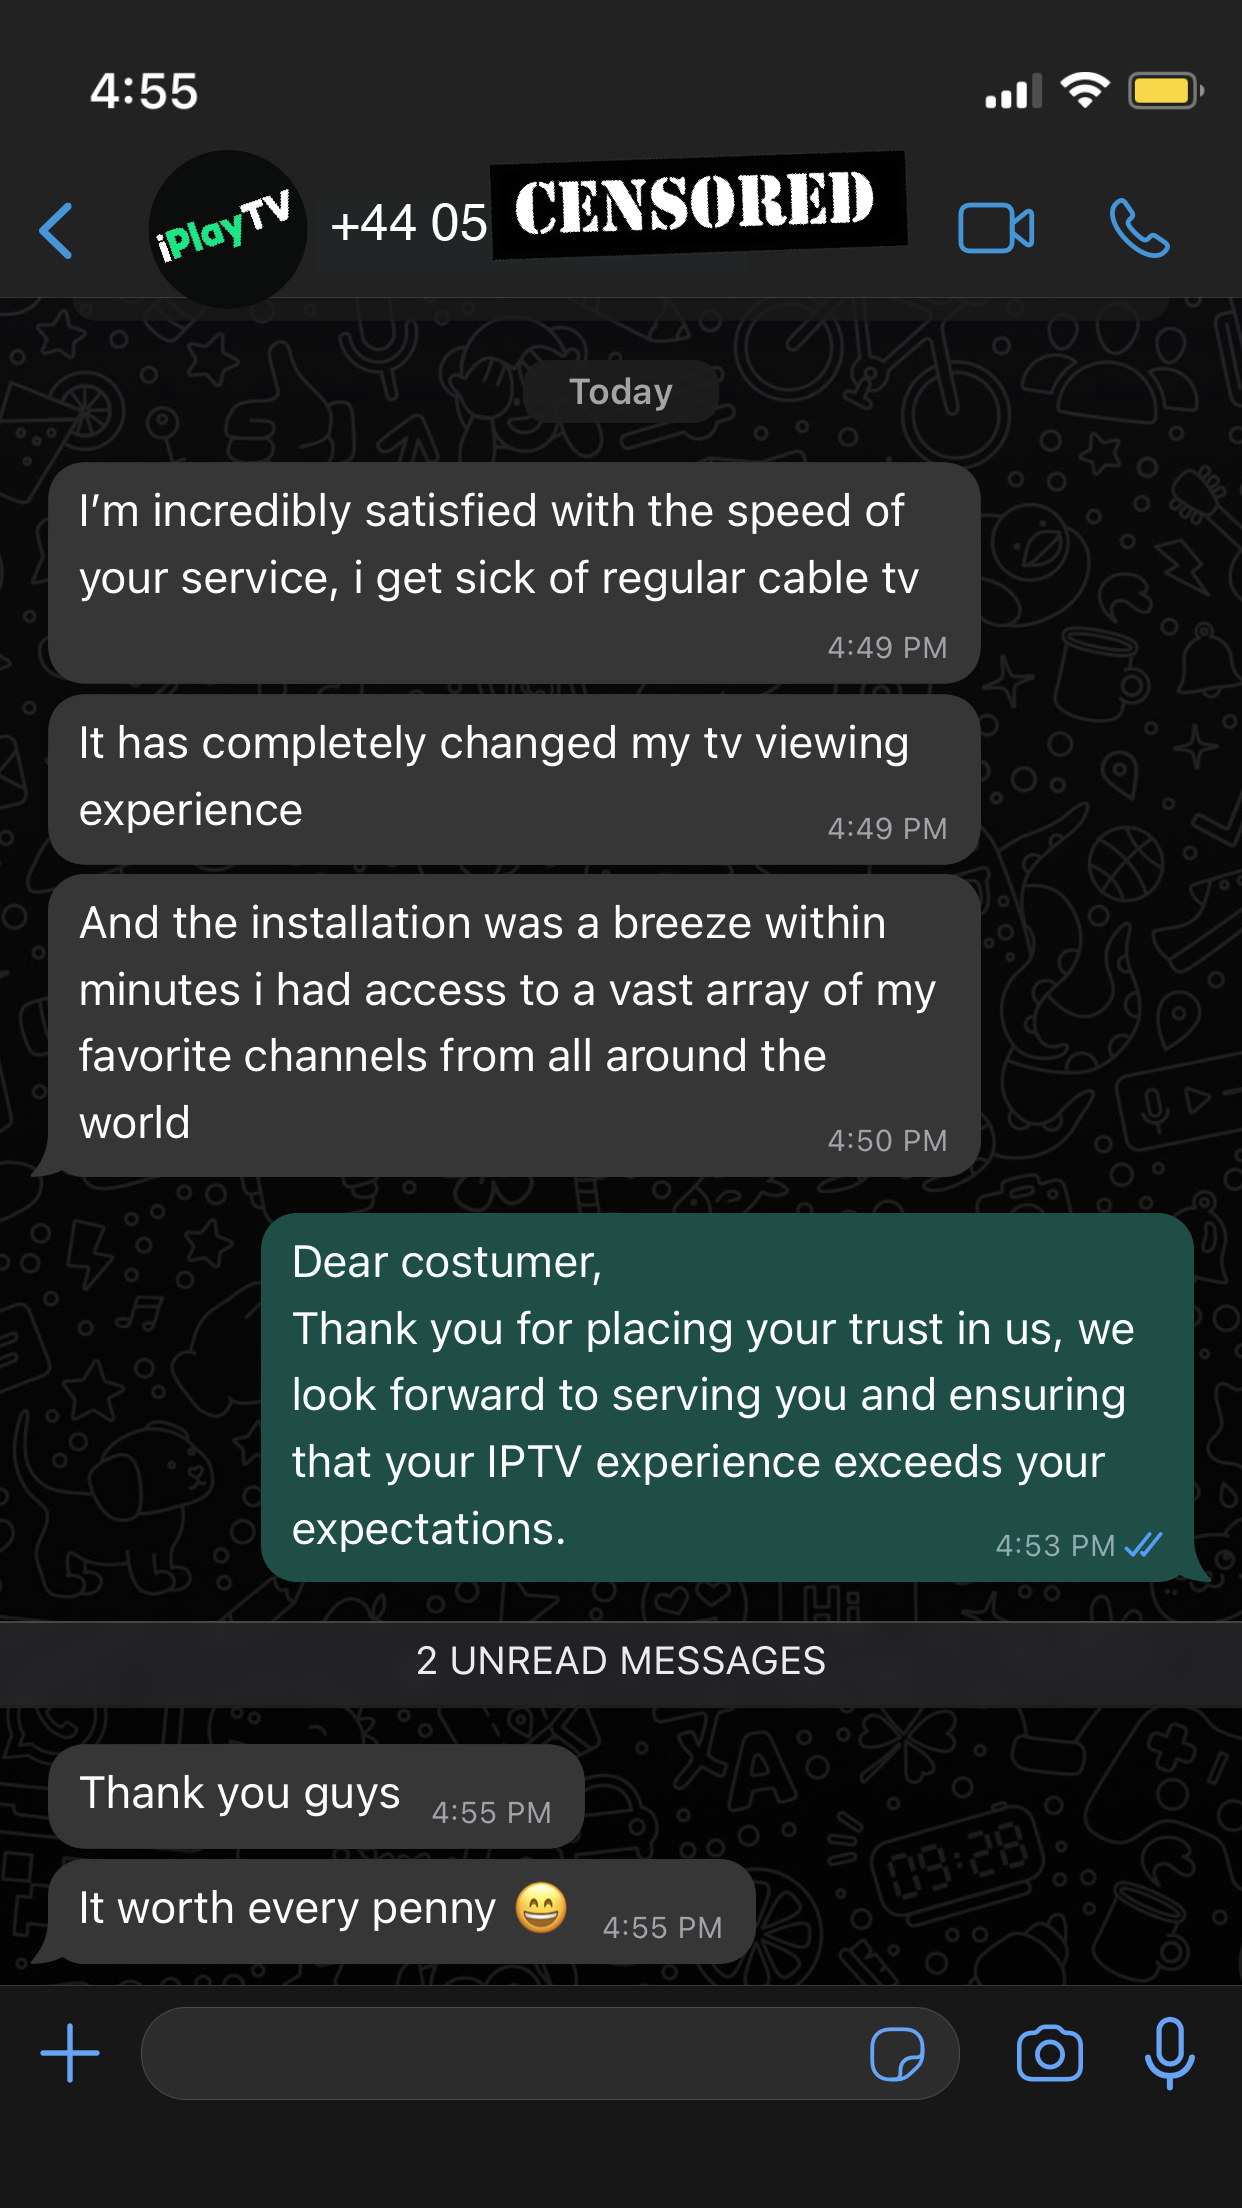 4:55
iPlayTV
+44 05
CENSORED
Today
I’m incredibly satisfied with the speed of
your service, i get sick of regular cable tv
4:49 PM
It has completely changed my tv viewing
experience
4:49 PM
And the installation was a breeze within
minutes i had access to a vast array of my
favorite channels from all around the
world
4:50 PM
Dear costumer,
Thank you for placing your trust in us, we
look forward to serving you and ensuring
that your IPTV experience exceeds your
expectations.
4:53 PM
2 UNREAD MESSAGES
Thank you guys 4:55 PM
09:28
It worth every penny 😄 4:55 PM